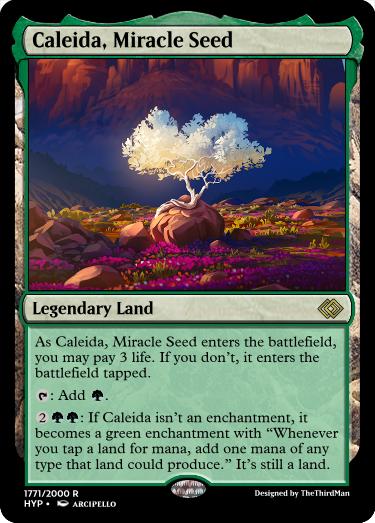 Caleida, Miracle Seed
Legendary Land
As Caleida, Miracle Seed enters the battlefield,
you may pay 3 life. If you don't, it enters the
battlefield tapped.
: Add .
2 : If Caleida isn't an enchantment, it
becomes a green enchantment with “Whenever
you tap a land for mana, add one mana of any
type that land could produce.” It's still a land.
1771/2000 R
HYP • ARCIPELLO
Designed by TheThirdMan